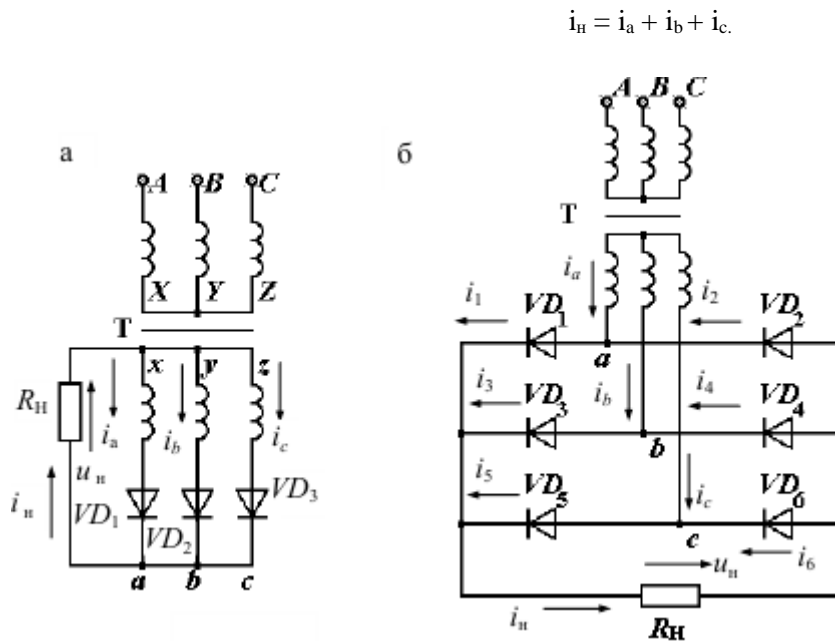 iн = ia + ib + ic.
а
б
A B C
X Y Z
T
x y z
RН
uн
iн
ia
ib
ic
VD1
VD2
VD3
a b c
A B C
T
ia
i1
VD1
i2
VD2
a
i3
VD3
ib
i4
VD4
b
i5
VD5
ic
VD6
c
uн
i6
iн
RН